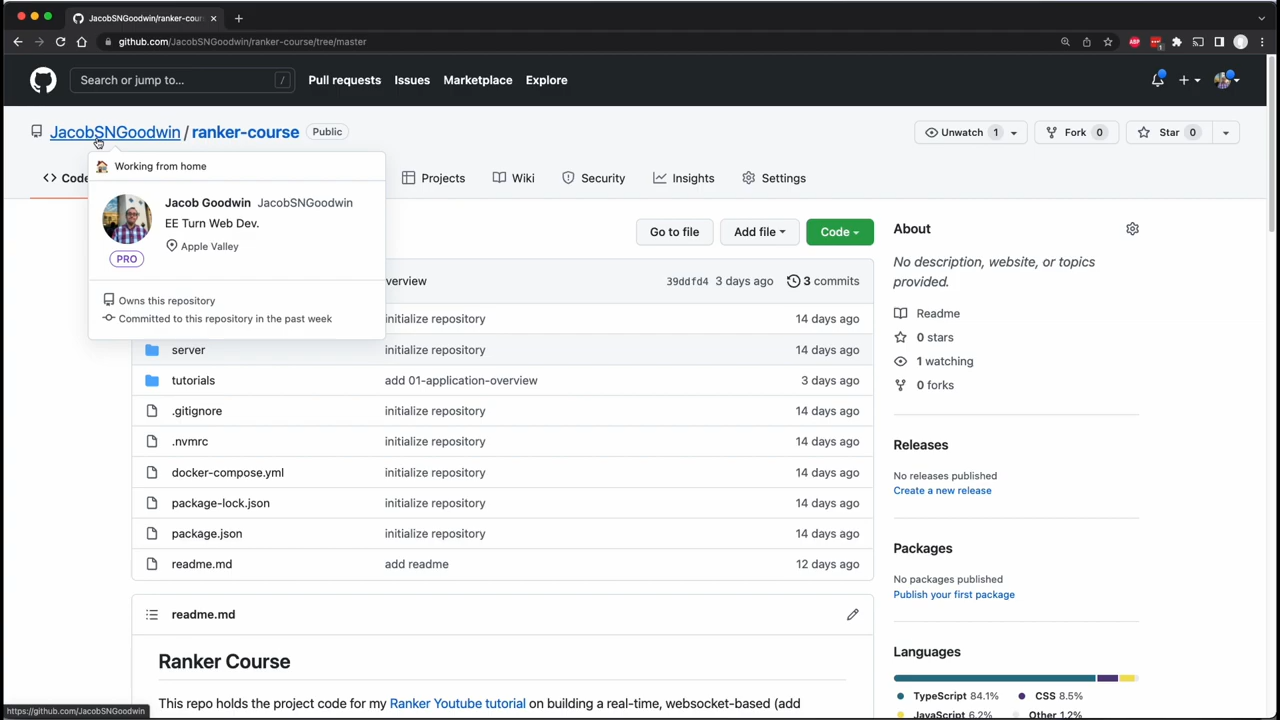 JacobSNGoodwin/ranker-cour
github.com/JacobSNGoodwin/ranker-course/tree/master
ABP
1
Search or jump to...
/
Pull requests
Issues
Marketplace
Explore
JacobSNGoodwin / ranker-course
Public
Unwatch 1
Fork 0
Star 0
Working from home
Code
Projects
Wiki
Security
Insights
Settings
Jacob Goodwin JacobSNGoodwin
EE Turn Web Dev.
Apple Valley
PRO
Owns this repository
Committed to this repository in the past week
Go to file
Add file
Code
verview
39ddfd4 3 days ago
3 commits
initialize repository 14 days ago
server initialize repository 14 days ago
tutorials add 01-application-overview 3 days ago
.gitignore initialize repository 14 days ago
.nvmrc initialize repository 14 days ago
docker-compose.yml initialize repository 14 days ago
package-lock.json initialize repository 14 days ago
package.json initialize repository 14 days ago
readme.md add readme 12 days ago
readme.md
Ranker Course
This repo holds the project code for my Ranker Youtube tutorial on building a real-time, websocket-based (add
About
No description, website, or topics
provided.
Readme
0 stars
1 watching
0 forks
Releases
No releases published
Create a new release
Packages
No packages published
Publish your first package
Languages
TypeScript 84.1%
CSS 8.5%
JavaScript 6.2%
Other 1.2%
https://github.com/JacobSNGoodwin